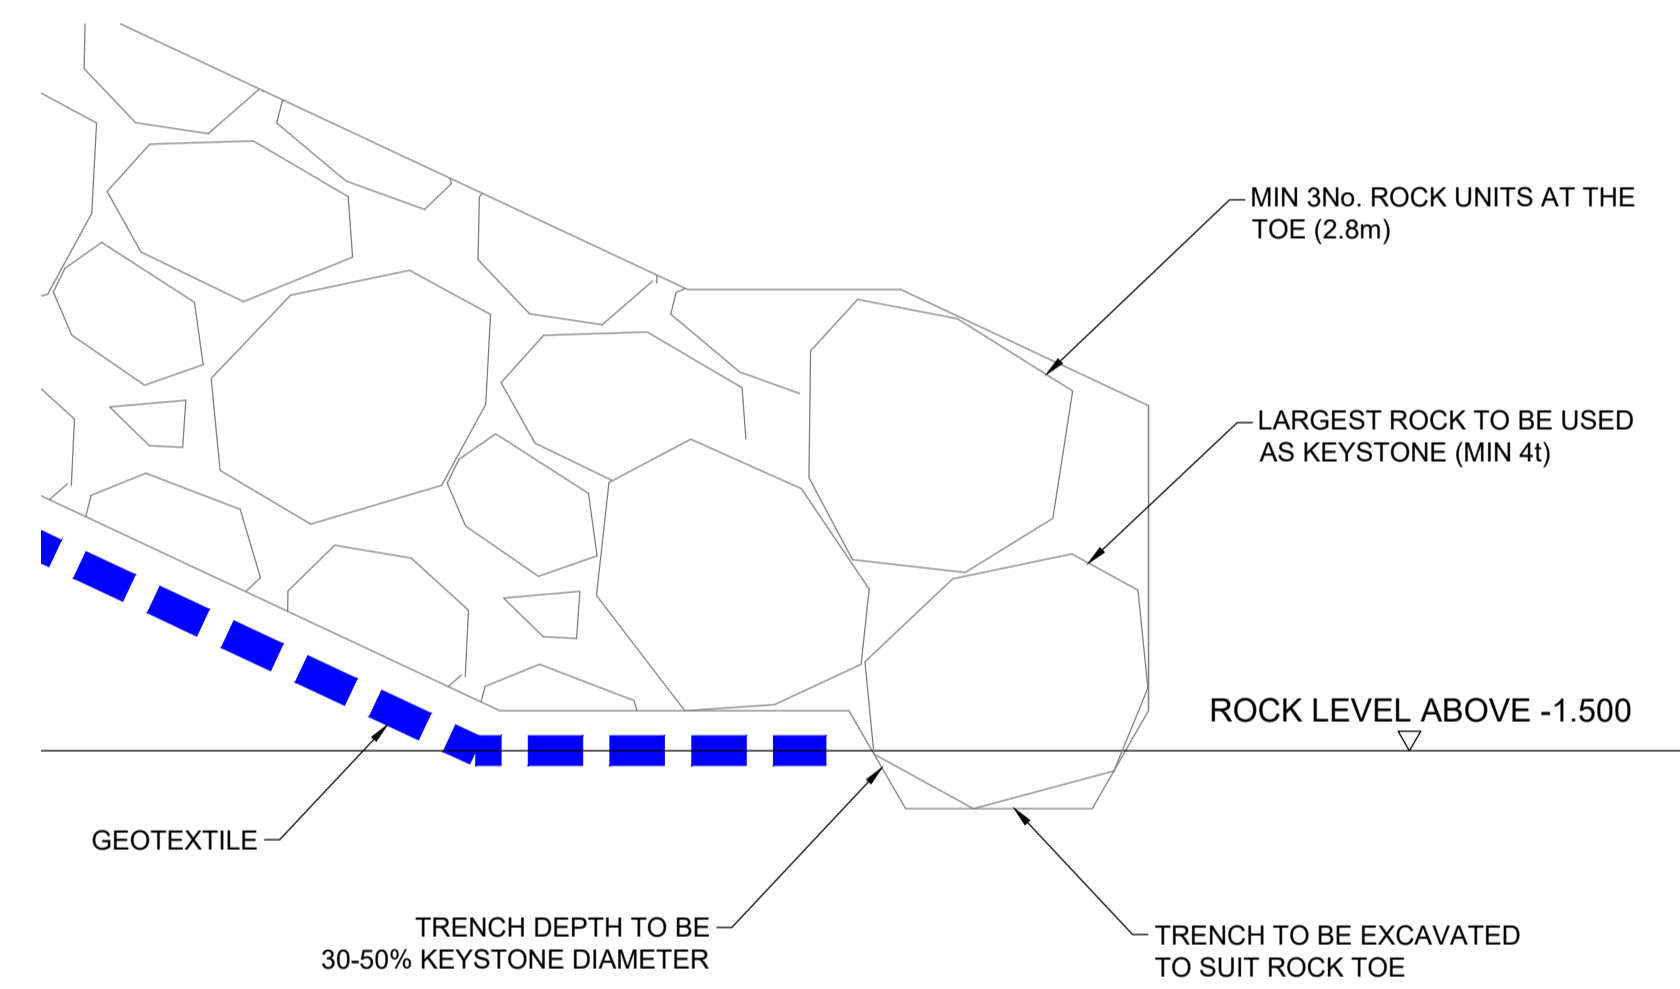 MIN 3No. ROCK UNITS AT THE
TOE (2.8m)
LARGEST ROCK TO BE USED
AS KEYSTONE (MIN 4t)
ROCK LEVEL ABOVE -1.500
GEOTEXTILE
TRENCH DEPTH TO BE
30-50% KEYSTONE DIAMETER
TRENCH TO BE EXCAVATED
TO SUIT ROCK TOE